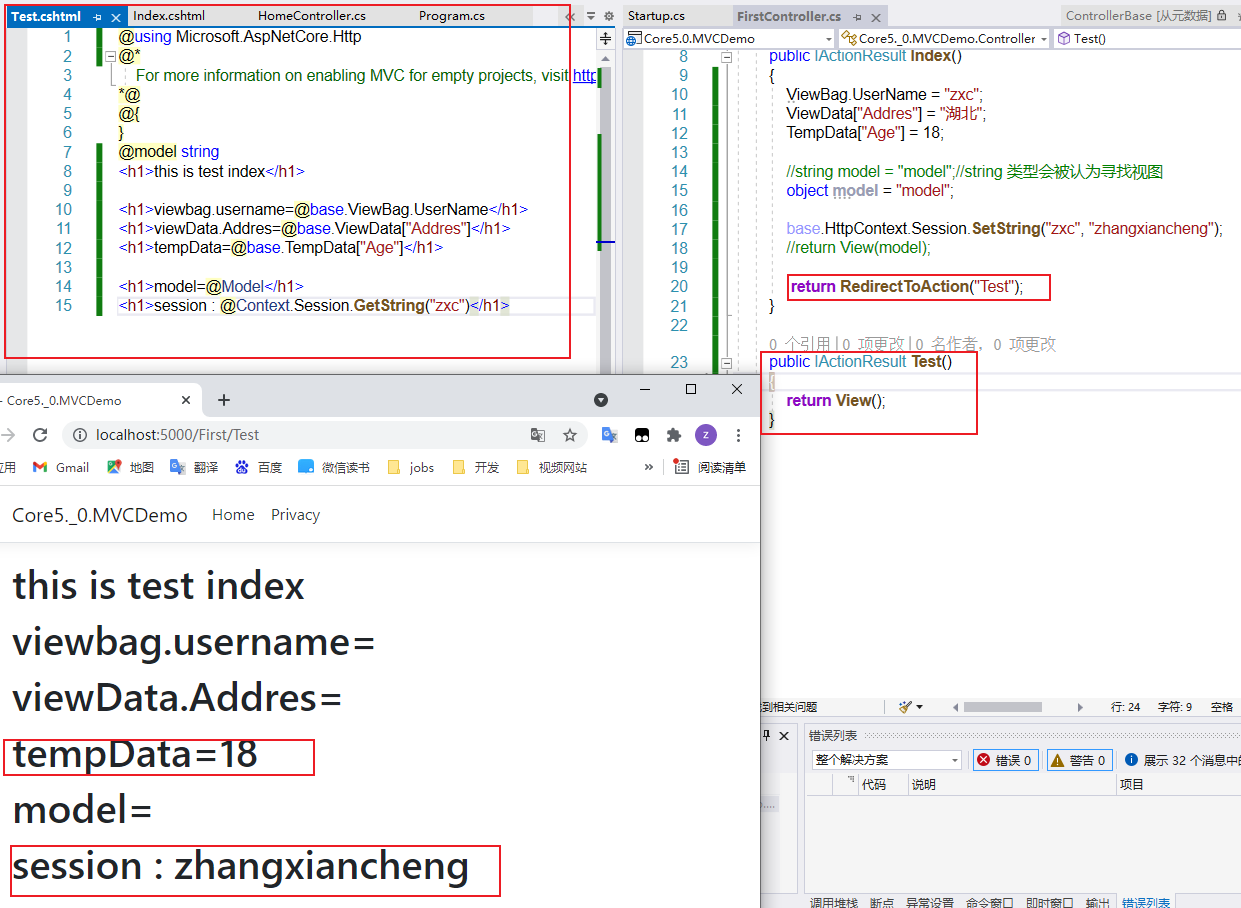 Test.cshtml
Index.cshtml
HomeController.cs
Program.cs
1 @using Microsoft.AspNetCore.Http
2 @*
3 For more information on enabling MVC for empty projects, visit http
4 *@
5 @{
6 }
7 @model string
8 <h1>this is test index</h1>
9
10 <h1>viewbag.username=@base.ViewBag.UserName</h1>
11 <h1>viewData.Addres=@base.ViewData["Addres"]</h1>
12 <h1>tempData=@base.TempData["Age"]</h1>
13
14 <h1>model=@Model</h1>
15 <h1>session : @Context.Session.GetString("zxc")</h1>
Startup.cs
FirstController.cs
ControllerBase [从元数据]
Core5.0.MVCDemo
Core5._0.MVCDemo.Controller
Test()
8 public IActionResult Index()
9 {
10 ViewBag.UserName = "zxc";
11 ViewData["Addres"] = "湖北";
12 TempData["Age"] = 18;
13
14 //string model = "model";//string 类型会被认为寻找视图
15 object model = "model";
16
17 base.HttpContext.Session.SetString("zxc", "zhangxiancheng");
18 //return View(model);
19
20 return RedirectToAction("Test");
21 }
22
0 个引用 | 0 项更改 | 0 名作者，0 项更改
23 public IActionResult Test()
{
return View();
}
- Core5._0.MVCDemo
localhost:5000/First/Test
Z
应用
Gmail
地图
翻译
百度
微信读书
jobs
开发
视频网站
»
阅读清单
Core5._0.MVCDemo
Home
Privacy
this is test index
viewbag.username=
viewData.Addres=
tempData=18
model=
session : zhangxiancheng
到相关问题
行: 24
字符: 9
空格
错误列表
整个解决方案
错误 0
警告 0
展示 32 个消息中的
代码
说明
项目
调用堆栈
断点
异常设置
命令窗口
即时窗口
输出
错误列表